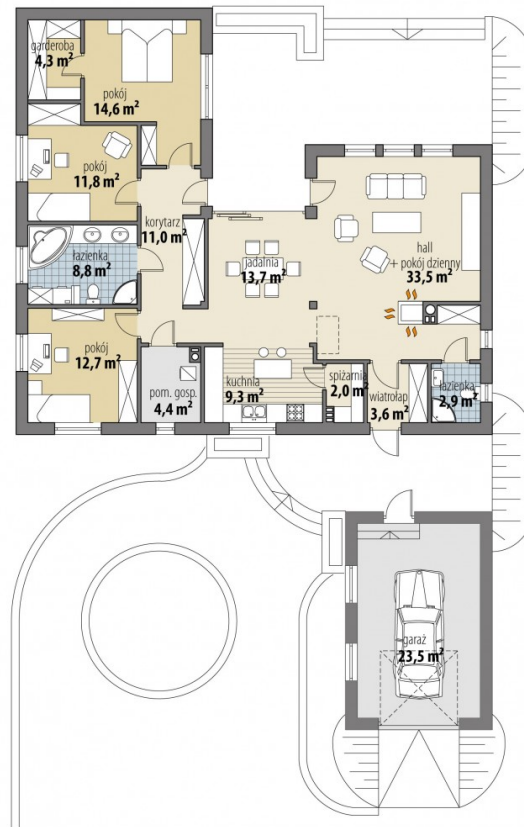 garderoba
4,3 m²
pokój
14,6 m²
pokój
11,8 m²
korytarz
11,0 m²
łazienka
8,8 m²
jadalnia
13,7 m²
hall
+ pokój dzienny
33,5 m²
pokój
12,7 m²
pom. gosp.
4,4 m²
kuchnia
9,3 m²
spiżarnia
2,0 m²
wiatrołap
3,6 m²
łazienka
2,9 m²
garaż
23,5 m²